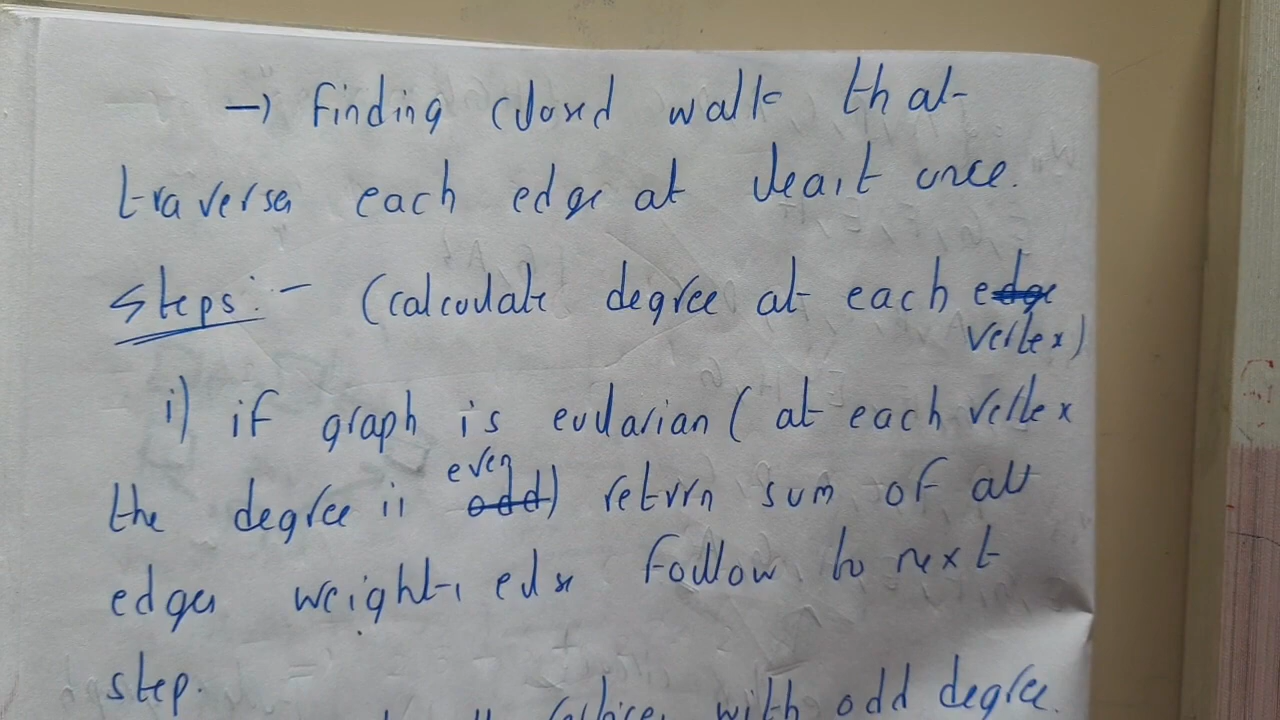 → Finding closed walk that
traverses each edge at least once.
Steps:- (calculate degree at each edge
vertex)
i) if graph is eularian ( at each vertex
even
the degree is odd) return sum of all
edges weights, else follow to next
step.
with odd degree.